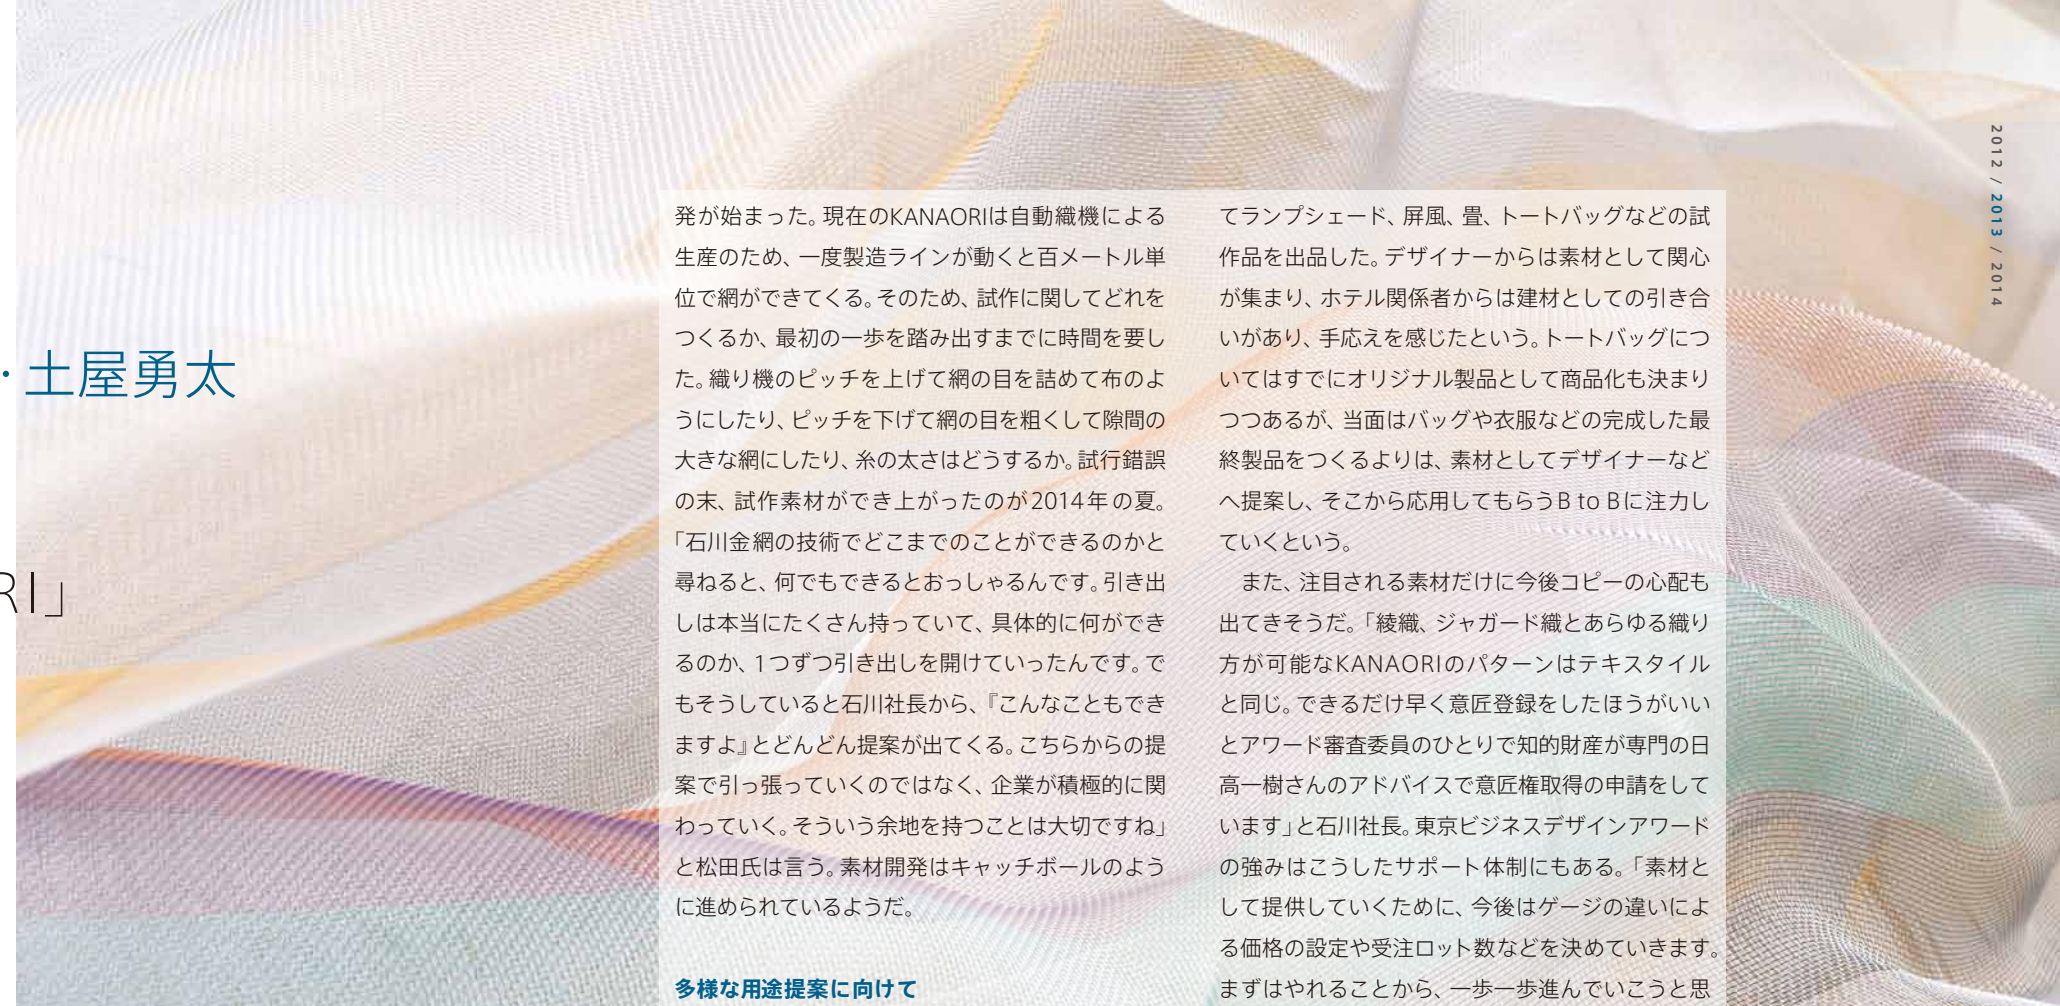 ・土屋勇太
RI」
発が始まった。現在のKANAORIは自動織機による
生産のため、一度製造ラインが動くと百メートル単
位で網ができてくる。そのため、試作に関してどれを
つくるか、最初の一歩を踏み出すまでに時間を要し
た。織り機のピッチを上げて網の目を詰めて布のよ
うにしたり、ピッチを下げて網の目を粗くして隙間の
大きな網にしたり、糸の太さはどうするか。試行錯誤
の末、試作素材ができ上がったのが2014年の夏。
「石川金網の技術でどこまでのことができるのかと
尋ねると、何でもできるとおっしゃるんです。引き出
しは本当にたくさん持っていて、具体的に何ができ
るのか、1つずつ引き出しを開けていったんです。で
もそうしていると石川社長から、『こんなこともでき
ますよ』とどんどん提案が出てくる。こちらからの提
案で引っ張っていくのではなく、企業が積極的に関
わっていく。そういう余地を持つことは大切ですね」
と松田氏は言う。素材開発はキャッチボールのよう
に進められているようだ。
多様な用途提案に向けて
てランプシェード、屏風、畳、トートバッグなどの試
作品を出品した。デザイナーからは素材として関心
が集まり、ホテル関係者からは建材としての引き合
いがあり、手応えを感じたという。トートバッグにつ
いてはすでにオリジナル製品として商品化も決まり
つつあるが、当面はバッグや衣服などの完成した最
終製品をつくるよりは、素材としてデザイナーなど
へ提案し、そこから応用してもらうB to Bに注力し
ていくという。
また、注目される素材だけに今後コピーの心配も
出てきそうだ。「綾織、ジャガード織とあらゆる織り
方が可能なKANAORIのパターンはテキスタイル
と同じ。できるだけ早く意匠登録をしたほうがいい
とアワード審査委員のひとりで知的財産が専門の日
高一樹さんのアドバイスで意匠権取得の申請をして
います」と石川社長。東京ビジネスデザインアワード
の強みはこうしたサポート体制にもある。「素材と
して提供していくために、今後はゲージの違いによ
る価格の設定や受注ロット数などを決めていきます。
まずはやれることから、一歩一歩進んでいこうと思
2012 / 2013 / 2014